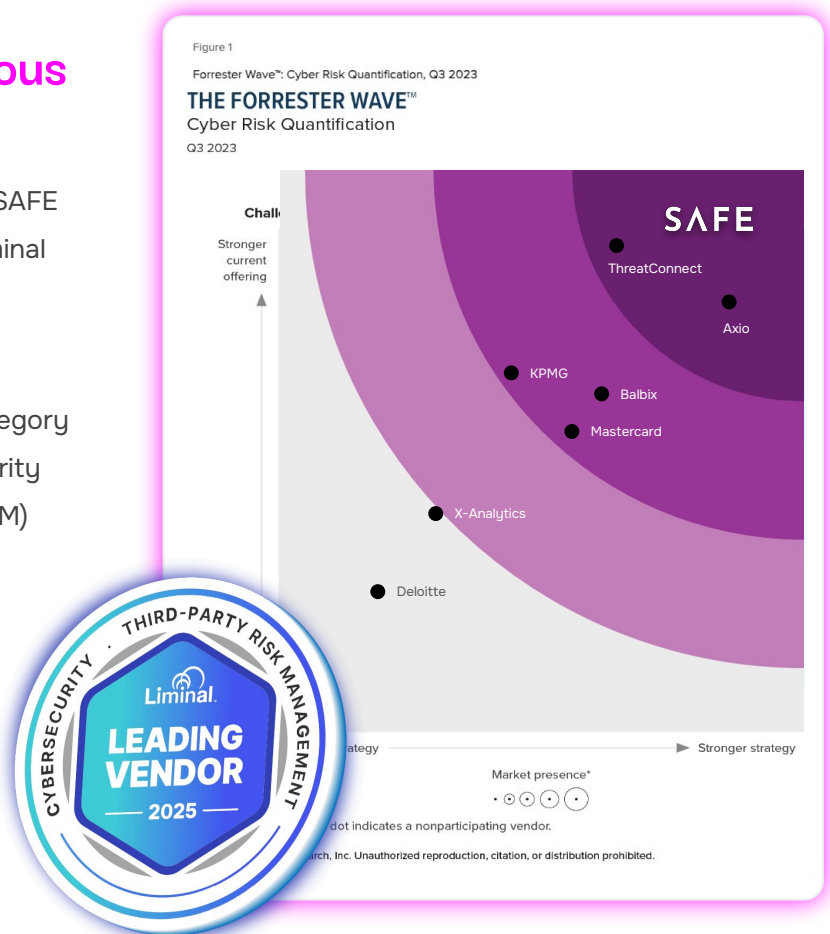 ous
SAFE
inal
egory
rity
M)
Figure 1
Forrester Wave™: Cyber Risk Quantification, Q3 2023
THE FORRESTER WAVE™
Cyber Risk Quantification
Q3 2023
Chall
Stronger
current
offering
SAFE
ThreatConnect
Axio
KPMG
Balbix
Mastercard
X-Analytics
Deloitte
ategy
Stronger strategy
Market presence*
dot indicates a nonparticipating vendor.
arch, Inc. Unauthorized reproduction, citation, or distribution prohibited.
CYBERSECURITY · THIRD-PARTY RISK MANAGEMENT
Liminal.
LEADING
VENDOR
2025